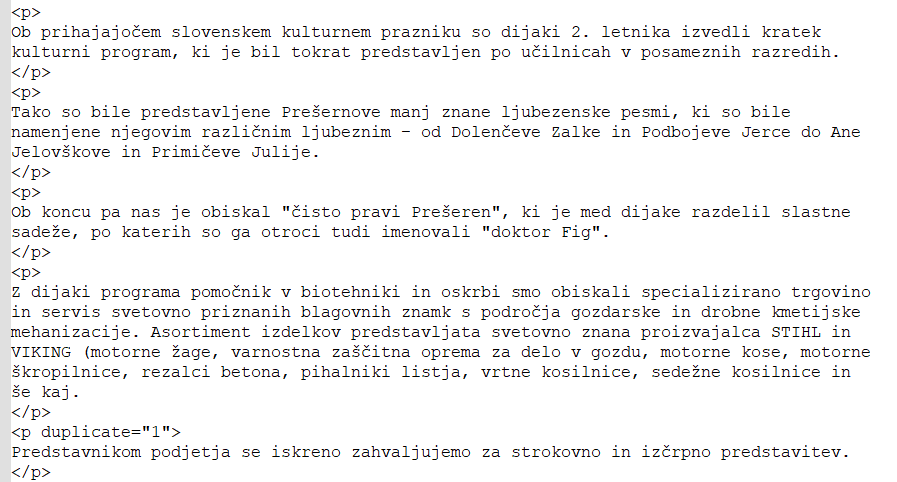 <p>
Ob prihajajočem slovenskem kulturnem prazniku so dijaki 2. letnika izvedli kratek
kulturni program, ki je bil tokrat predstavljen po učilnicah v posameznih razredih.
</p>
<p>
Tako so bile predstavljene Prešernove manj znane ljubezenske pesmi, ki so bile
namenjene njegovim različnim ljubeznim – od Dolenčeve Zalke in Podbojeve Jerce do Ane
Jelovškove in Primičeve Julije.
</p>
<p>
Ob koncu pa nas je obiskal "čisto pravi Prešeren", ki je med dijake razdelil slastne
sadeže, po katerih so ga otroci tudi imenovali "doktor Fig".
</p>
<p>
Z dijaki programa pomočnik v biotehniki in oskrbi smo obiskali specializirano trgovino
in servis svetovno priznanih blagovnih znamk s področja gozdarske in drobne kmetijske
mehanizacije. Asortiment izdelkov predstavljata svetovno znana proizvajalca STIHL in
VIKING (motorne žage, varnostna zaščitna oprema za delo v gozdu, motorne kose, motorne
škropilnice, rezalci betona, pihalniki listja, vrtne kosilnice, sedežne kosilnice in
še kaj.
</p>
<p duplicate="1">
Predstavnikom podjetja se iskreno zahvaljujemo za strokovno in izčrpno predstavitev.
</p>